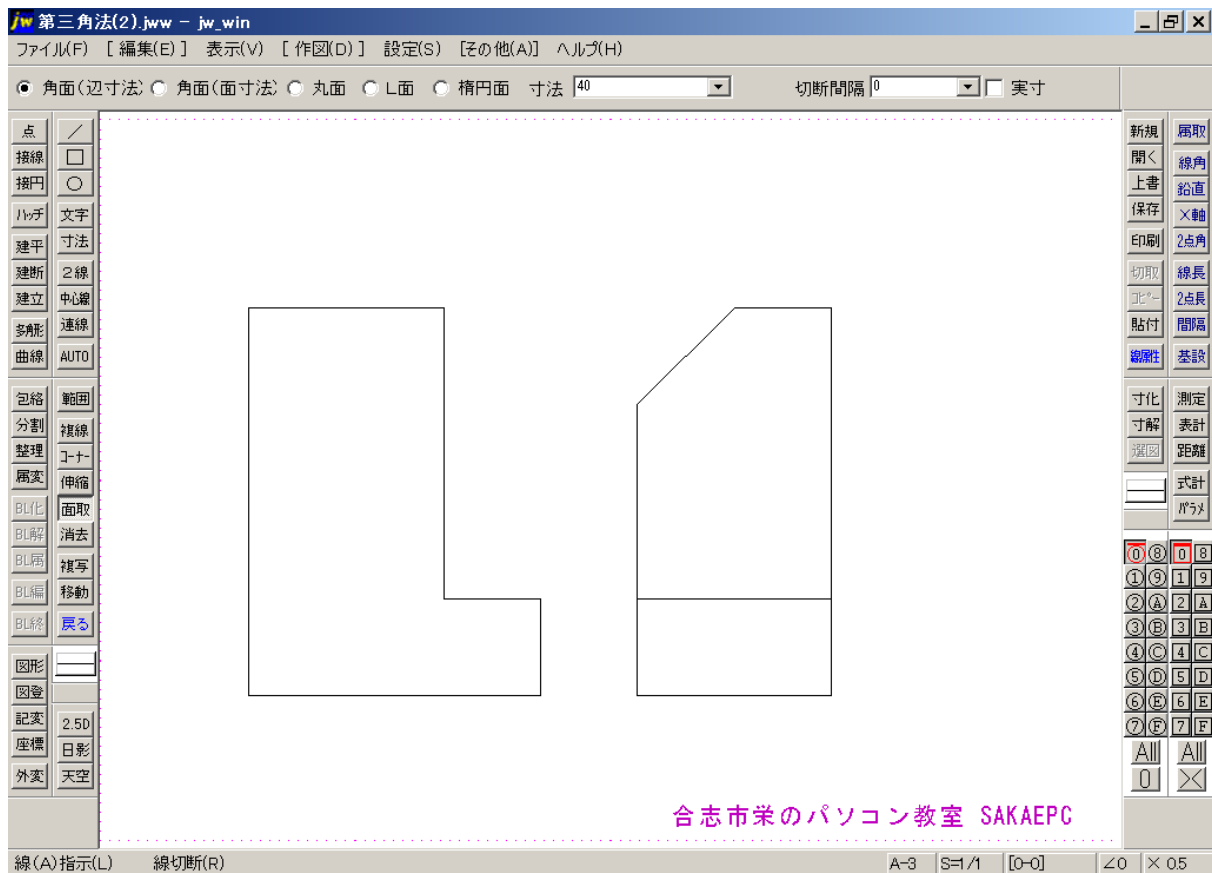 jw 第三角法(2).jww - jw_win
ファイル(F) [編集(E)] 表示(V) [作図(D)] 設定(S) [その他(A)] ヘルプ(H)
角面(辺寸法) 角面(面寸法) 丸面 L面 楕円面 寸法 40 切断間隔 0 実寸
点 ／ 新規 属取
接線 □ 開く 線角
接円 ○ 上書 鉛直
ハッチ 文字 保存 ×軸
建平 寸法 印刷 2点角
建断 2線 切取 線長
建立 中心線 コピー 2点長
多角形 連線 貼付 間隔
曲線 AUTO 線属性 基設
包絡 範囲 寸化 測定
分割 複線 寸解 表計
整理 コーナー 選図 距離
属変 伸縮 式計
BL化 面取 パラメ
BL解 消去
BL属 複写 0 8 0 8
BL編 移動 1 9 1 9
BL終 戻る 2 A 2 A
3 B 3 B
図形 4 C 4 C
図登 5 D 5 D
記変 2.5D 6 E 6 E
座標 日影 7 F 7 F
外変 天空 All All
0 ×
合志市栄のパソコン教室 SAKAEPC
線(A)指示(L) 線切断(R) A-3 S=1/1 [0-0] ∠0 × 0.5